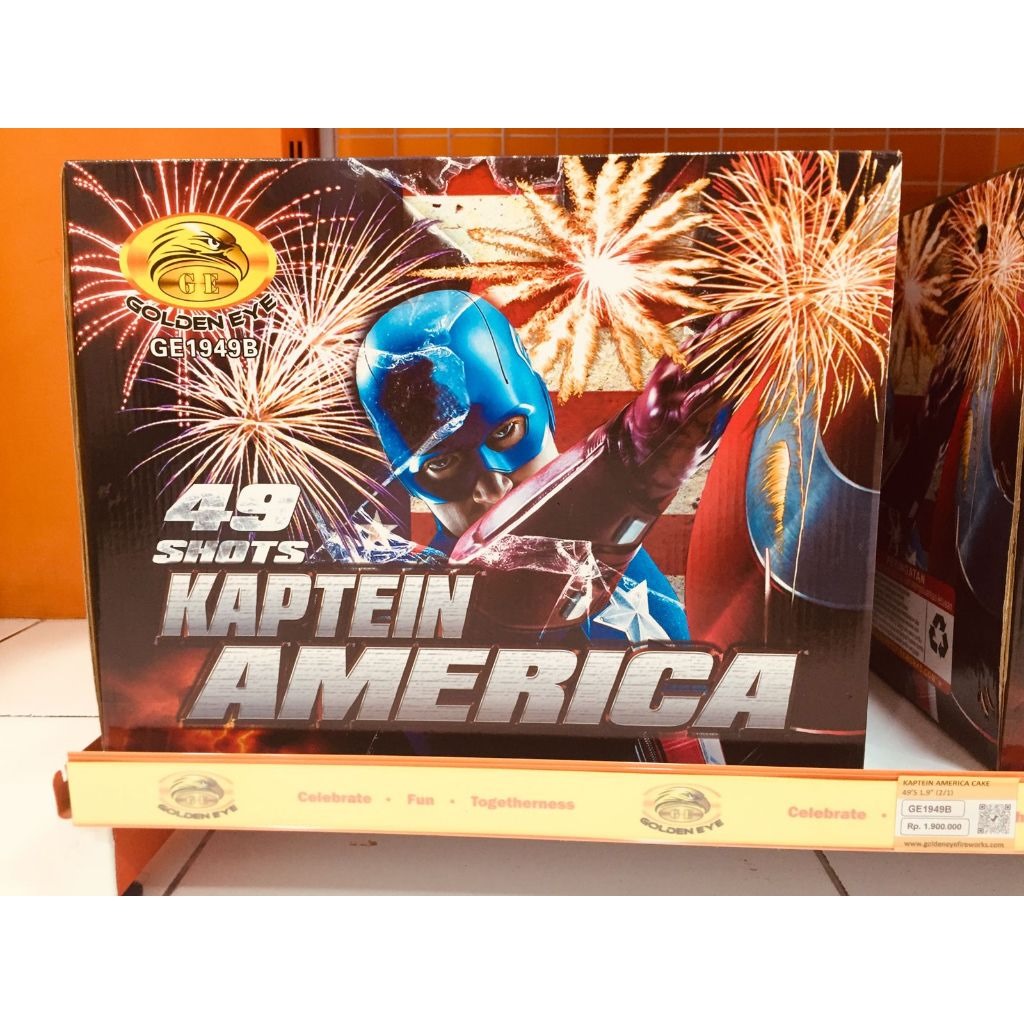 GE
GOLDEN EYE
GE1949B
49
SHOTS
KAPTEIN
AMERICA
GOLDEN EYE
Celebrate • Fun • Togetherness
GE
GOLDEN EYE
Celebrate •
KAPTEIN AMERICA CAKE
49'S 1.9" (2/1)
GE1949B
Rp. 1.900.000
www.goldeneyefireworks.com